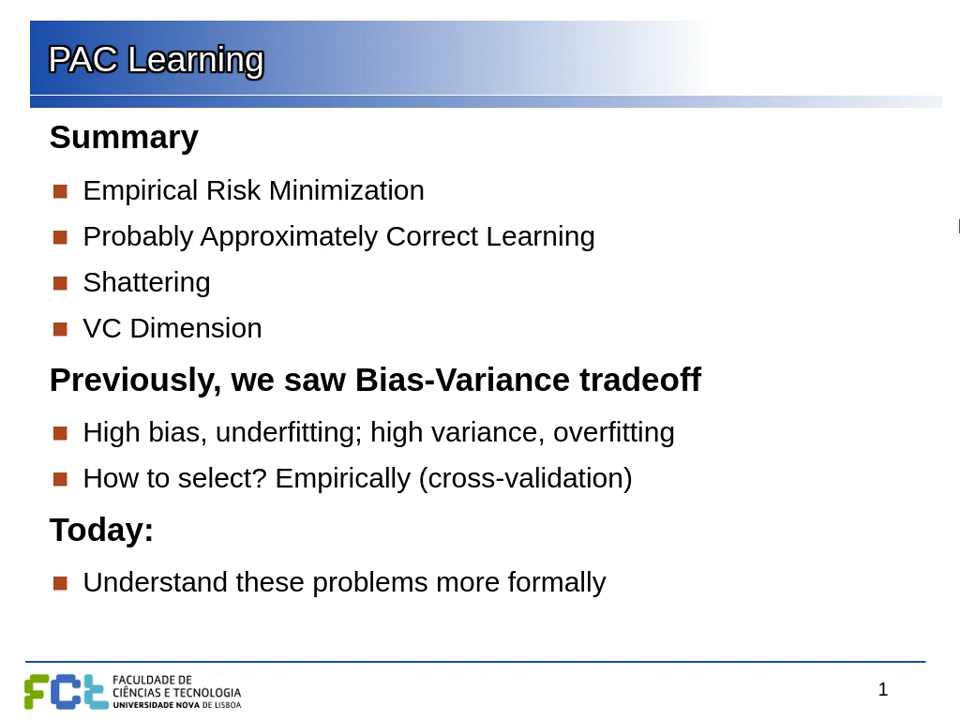 PAC Learning
Summary
Empirical Risk Minimization
Probably Approximately Correct Learning
Shattering
VC Dimension
Previously, we saw Bias-Variance tradeoff
High bias, underfitting; high variance, overfitting
How to select? Empirically (cross-validation)
Today:
Understand these problems more formally
FCt
FACULDADE DE
CIÊNCIAS E TECNOLOGIA
UNIVERSIDADE NOVA DE LISBOA
1